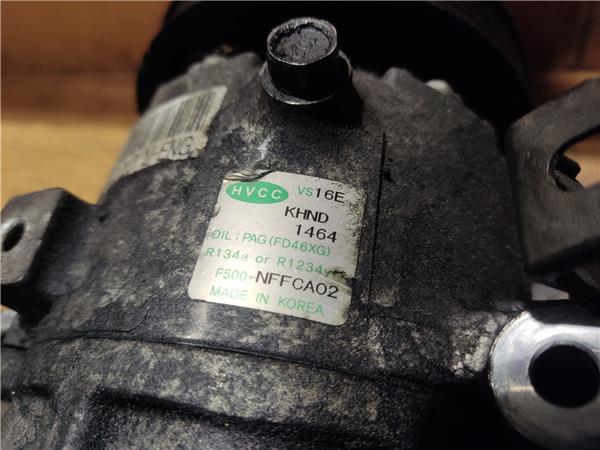 HVCC VS16E
KHND
1464
OIL : PAG(FD46XG)
R134a or R1234yf
F500-NFFCA02
MADE IN KOREA